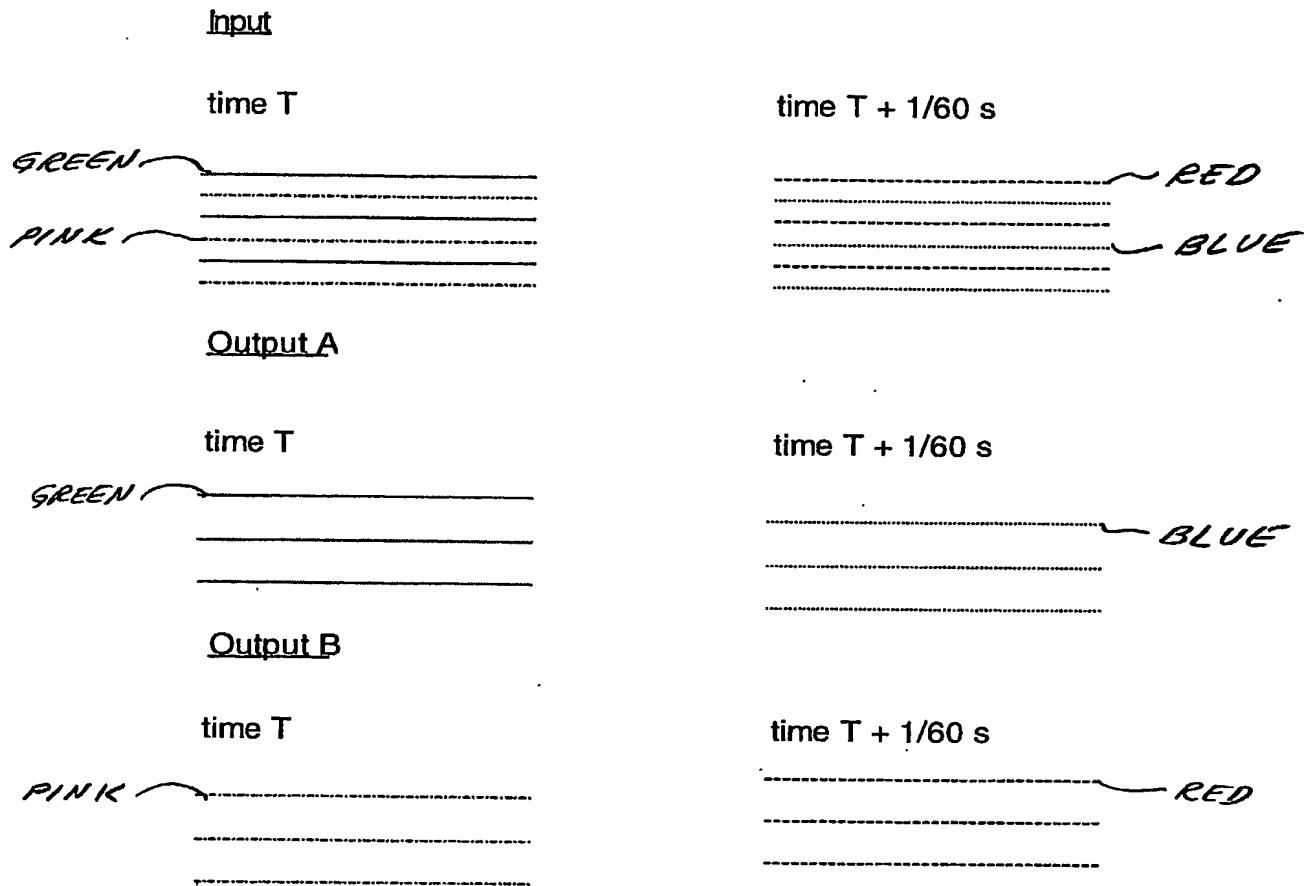 Input
time T
time T + 1/60 s
GREEN
RED
PINK
BLUE
Output A
time T
time T + 1/60 s
GREEN
BLUE
Output B
time T
time T + 1/60 s
PINK
RED